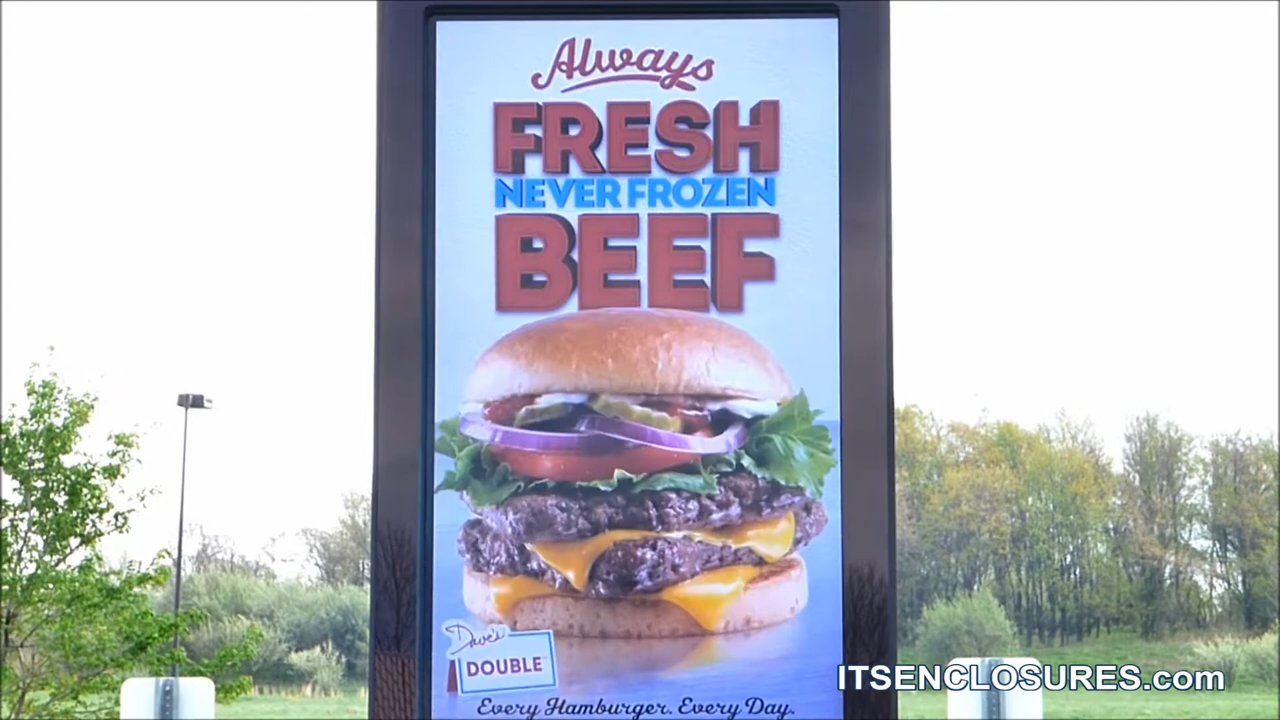 Always
FRESH
NEVER FROZEN
BEEF
Dave's
DOUBLE
Every Hamburger. Every Day.
ITSENCLOSURES.com